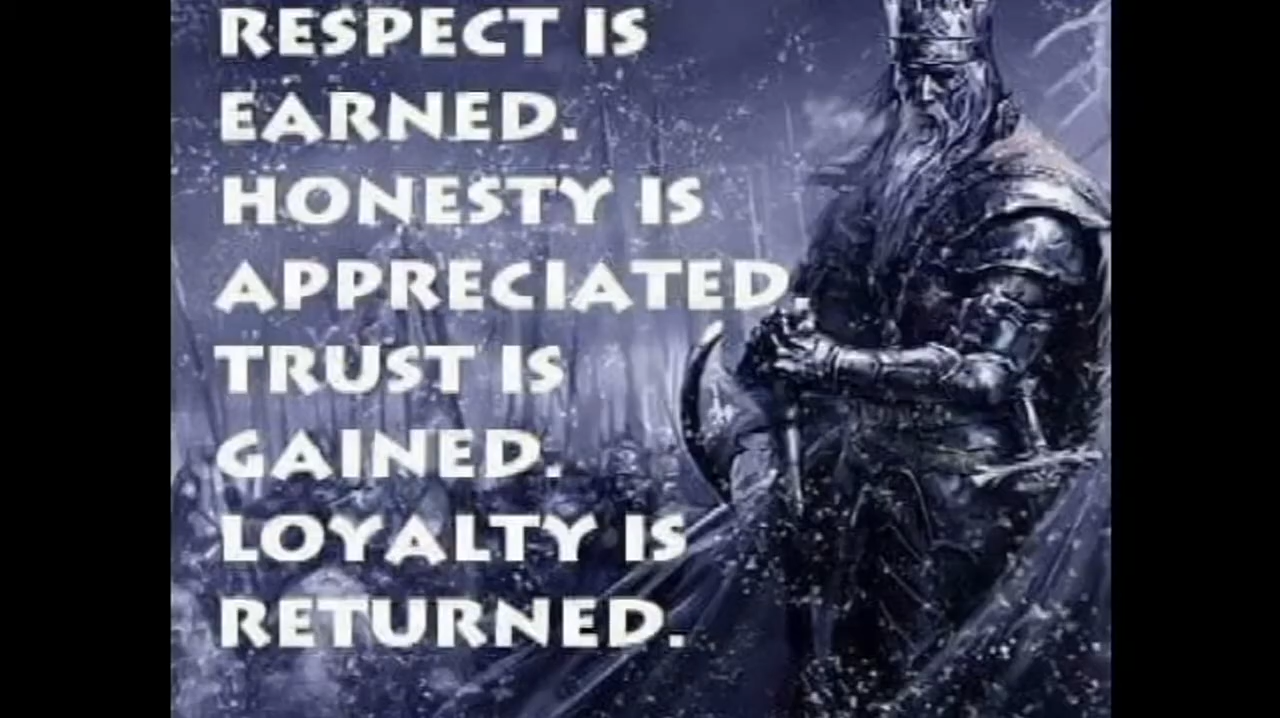 RESPECT IS
EARNED.
HONESTY IS
APPRECIATED.
TRUST IS
GAINED.
LOYALTY IS
RETURNED.